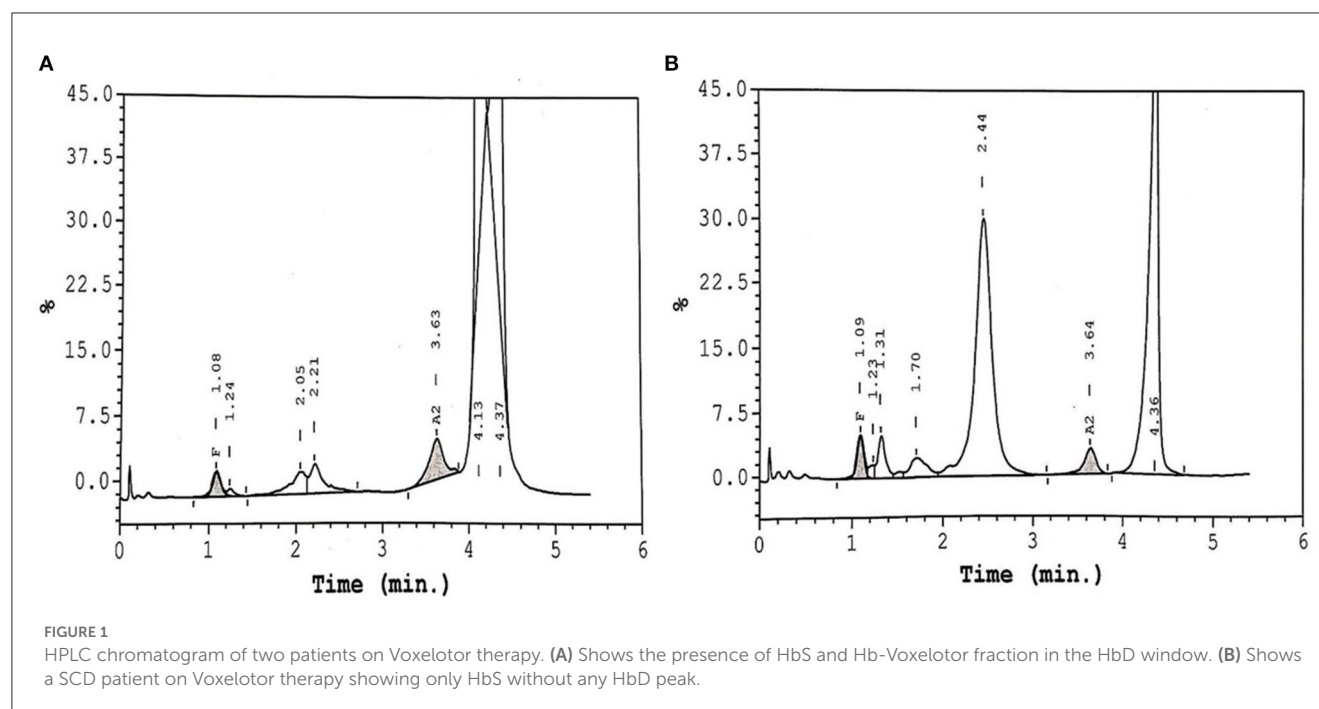 A
45.0
37.5
30.0
22.5
15.0
7.5
0.0
%
F
1.08
1.24
2.05
2.21
A2
3.63
4.13
4.37
0 1 2 3 4 5 6
Time (min.)
B
45.0
37.5
30.0
22.5
15.0
7.5
0.0
%
F
1.09
1.23
1.31
1.70
2.44
A2
3.64
4.36
0 1 2 3 4 5 6
Time (min.)
FIGURE 1
HPLC chromatogram of two patients on Voxelotor therapy. (A) Shows the presence of HbS and Hb-Voxelotor fraction in the HbD window. (B) Shows
a SCD patient on Voxelotor therapy showing only HbS without any HbD peak.